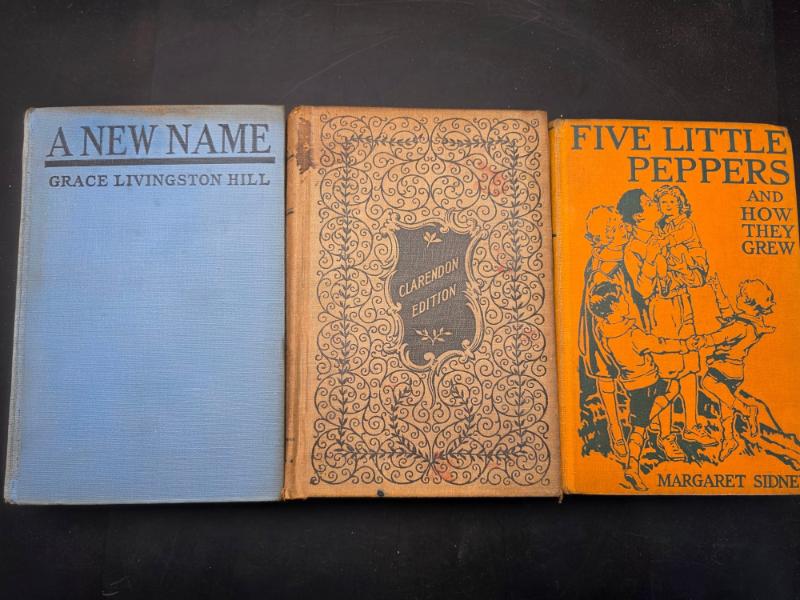 A NEW NAME
GRACE LIVINGSTON HILL
CLARENDON
EDITION
FIVE LITTLE
PEPPERS
AND
HOW
THEY
GREW
MARGARET SIDNE